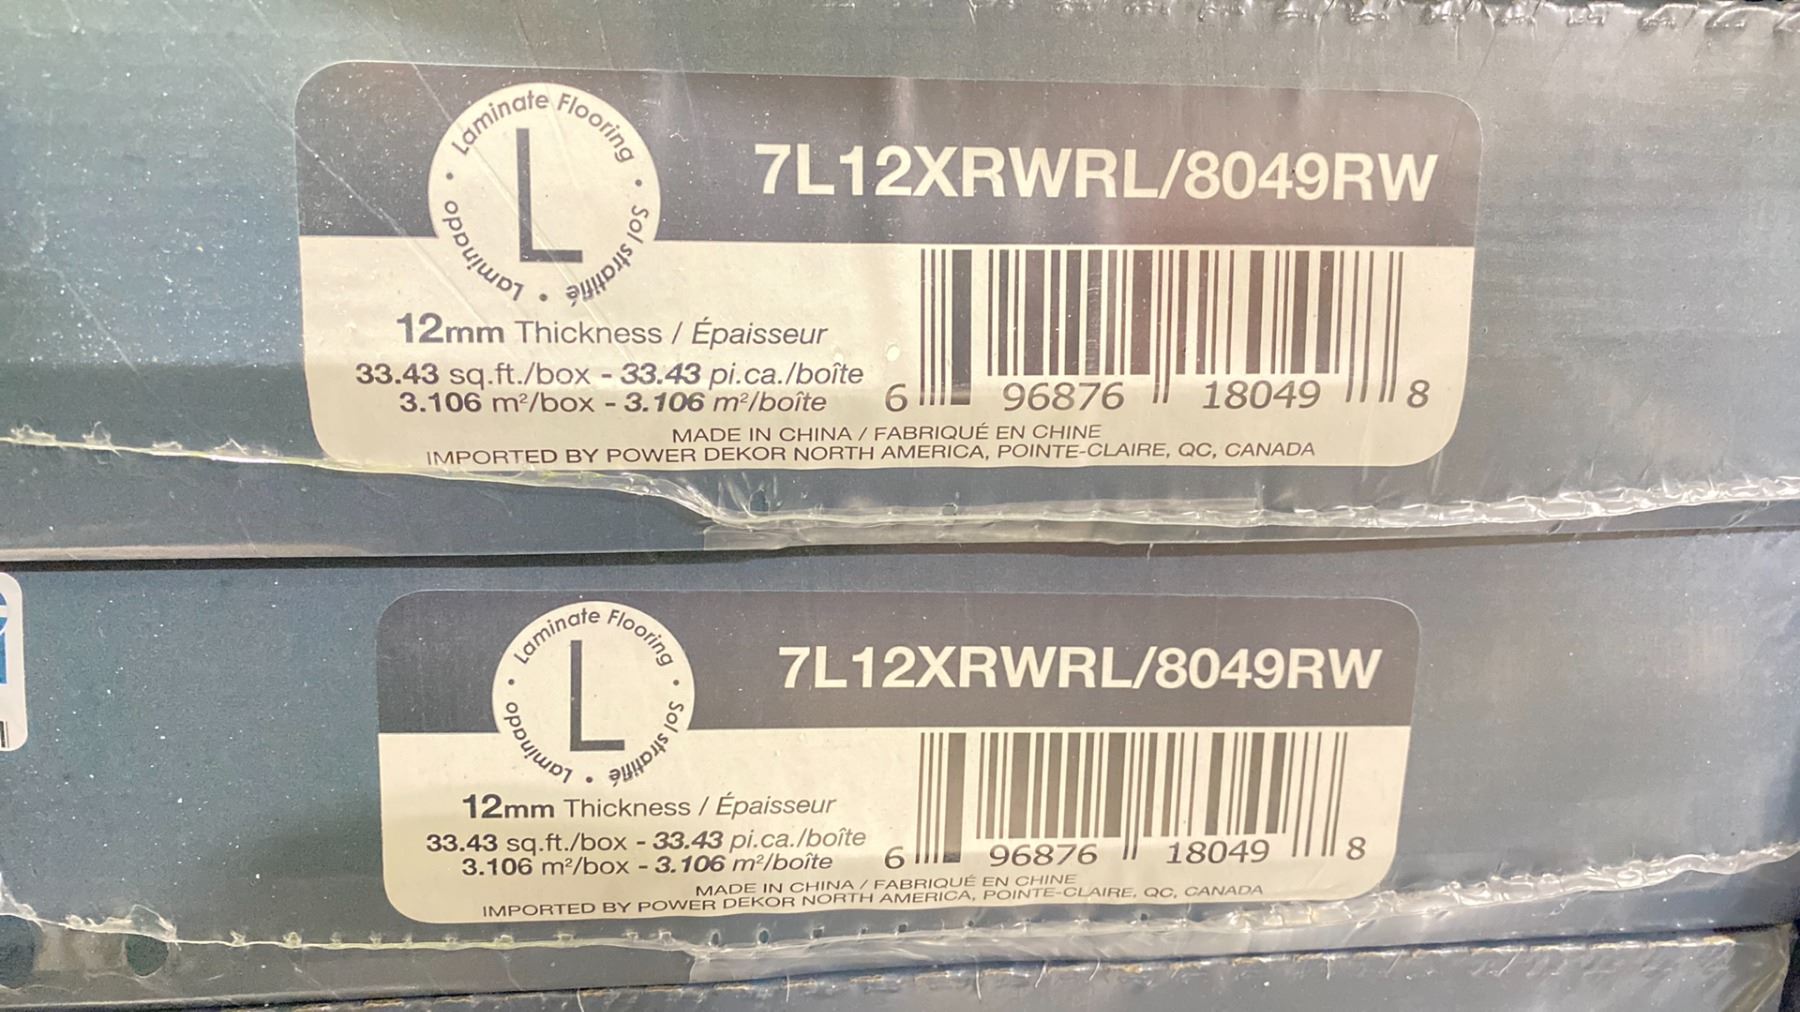 Laminate Flooring • Sol stratifié • Laminado •
L
7L12XRWRL/8049RW
12mm Thickness / Épaisseur
33.43 sq.ft./box - 33.43 pi.ca./boîte
3.106 m²/box - 3.106 m²/boîte
6 96876 18049 8
MADE IN CHINA / FABRIQUÉ EN CHINE
IMPORTED BY POWER DEKOR NORTH AMERICA, POINTE-CLAIRE, QC, CANADA
Laminate Flooring • Sol stratifié • Laminado •
L
7L12XRWRL/8049RW
12mm Thickness / Épaisseur
33.43 sq.ft./box - 33.43 pi.ca./boîte
3.106 m²/box - 3.106 m²/boîte
6 96876 18049 8
MADE IN CHINA / FABRIQUÉ EN CHINE
IMPORTED BY POWER DEKOR NORTH AMERICA, POINTE-CLAIRE, QC, CANADA